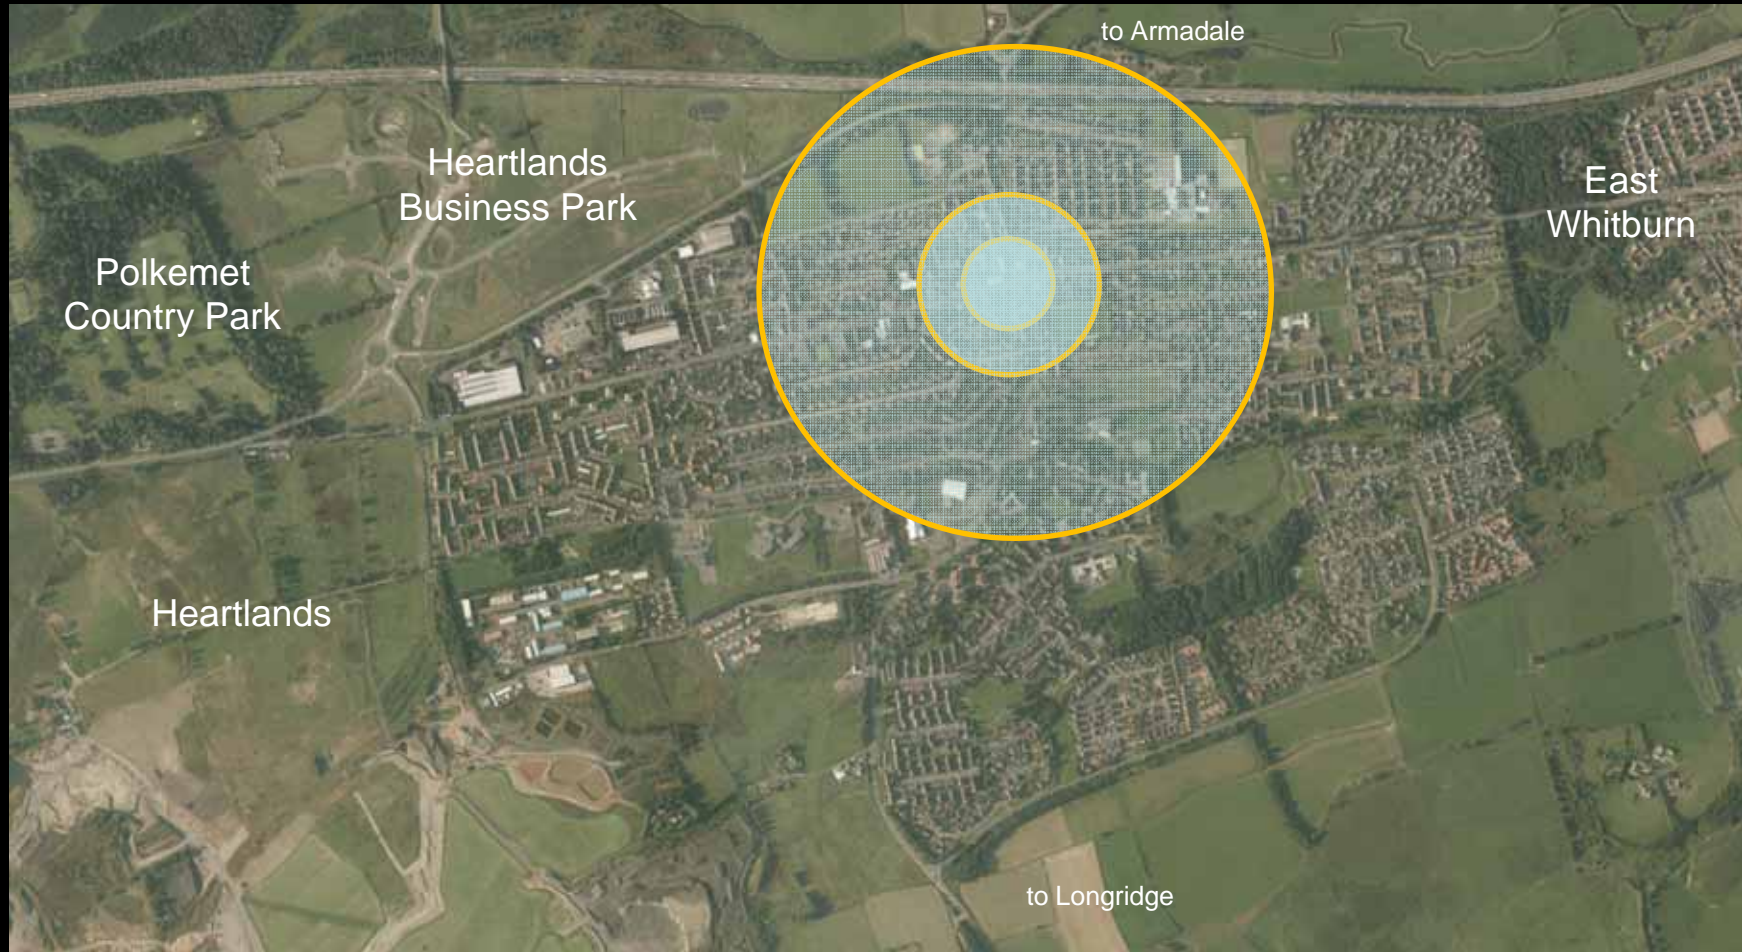 to Armadale
Heartlands
Business Park
East
Whitburn
Polkemet
Country Park
Heartlands
to Longridge